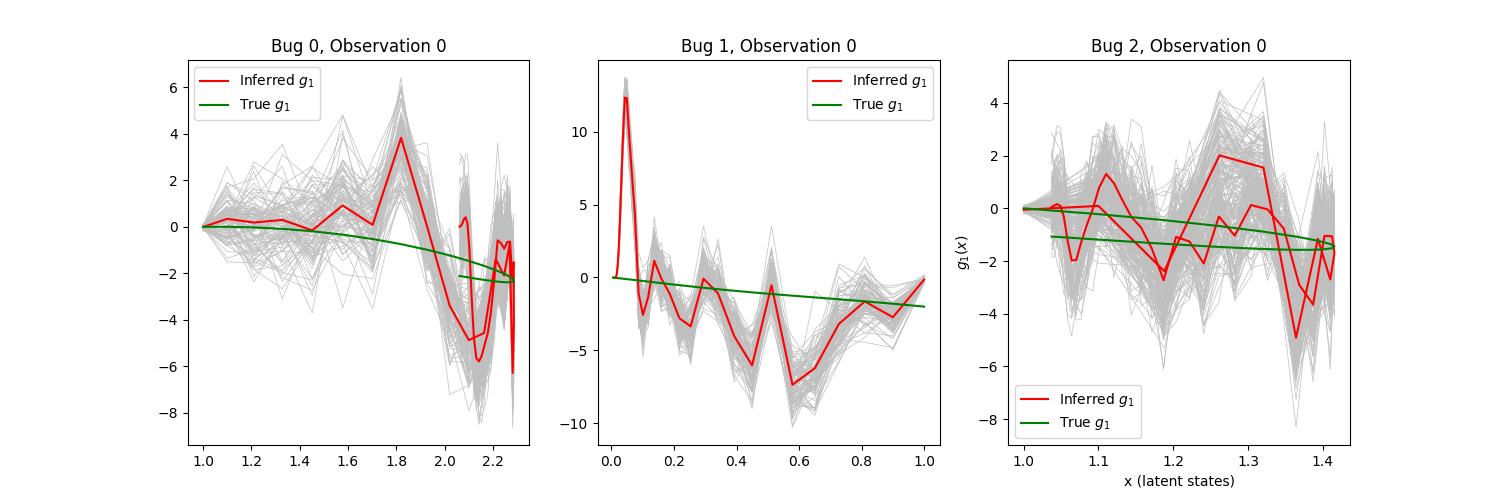 Bug 0, Observation 0
Inferred g₁
True g₁
6
4
2
0
−2
−4
−6
−8
1.0 1.2 1.4 1.6 1.8 2.0 2.2
Bug 1, Observation 0
Inferred g₁
True g₁
10
5
0
−5
−10
0.0 0.2 0.4 0.6 0.8 1.0
Bug 2, Observation 0
g₁(x)
4
2
0
−2
−4
−6
−8
Inferred g₁
True g₁
1.0 1.1 1.2 1.3 1.4
x (latent states)